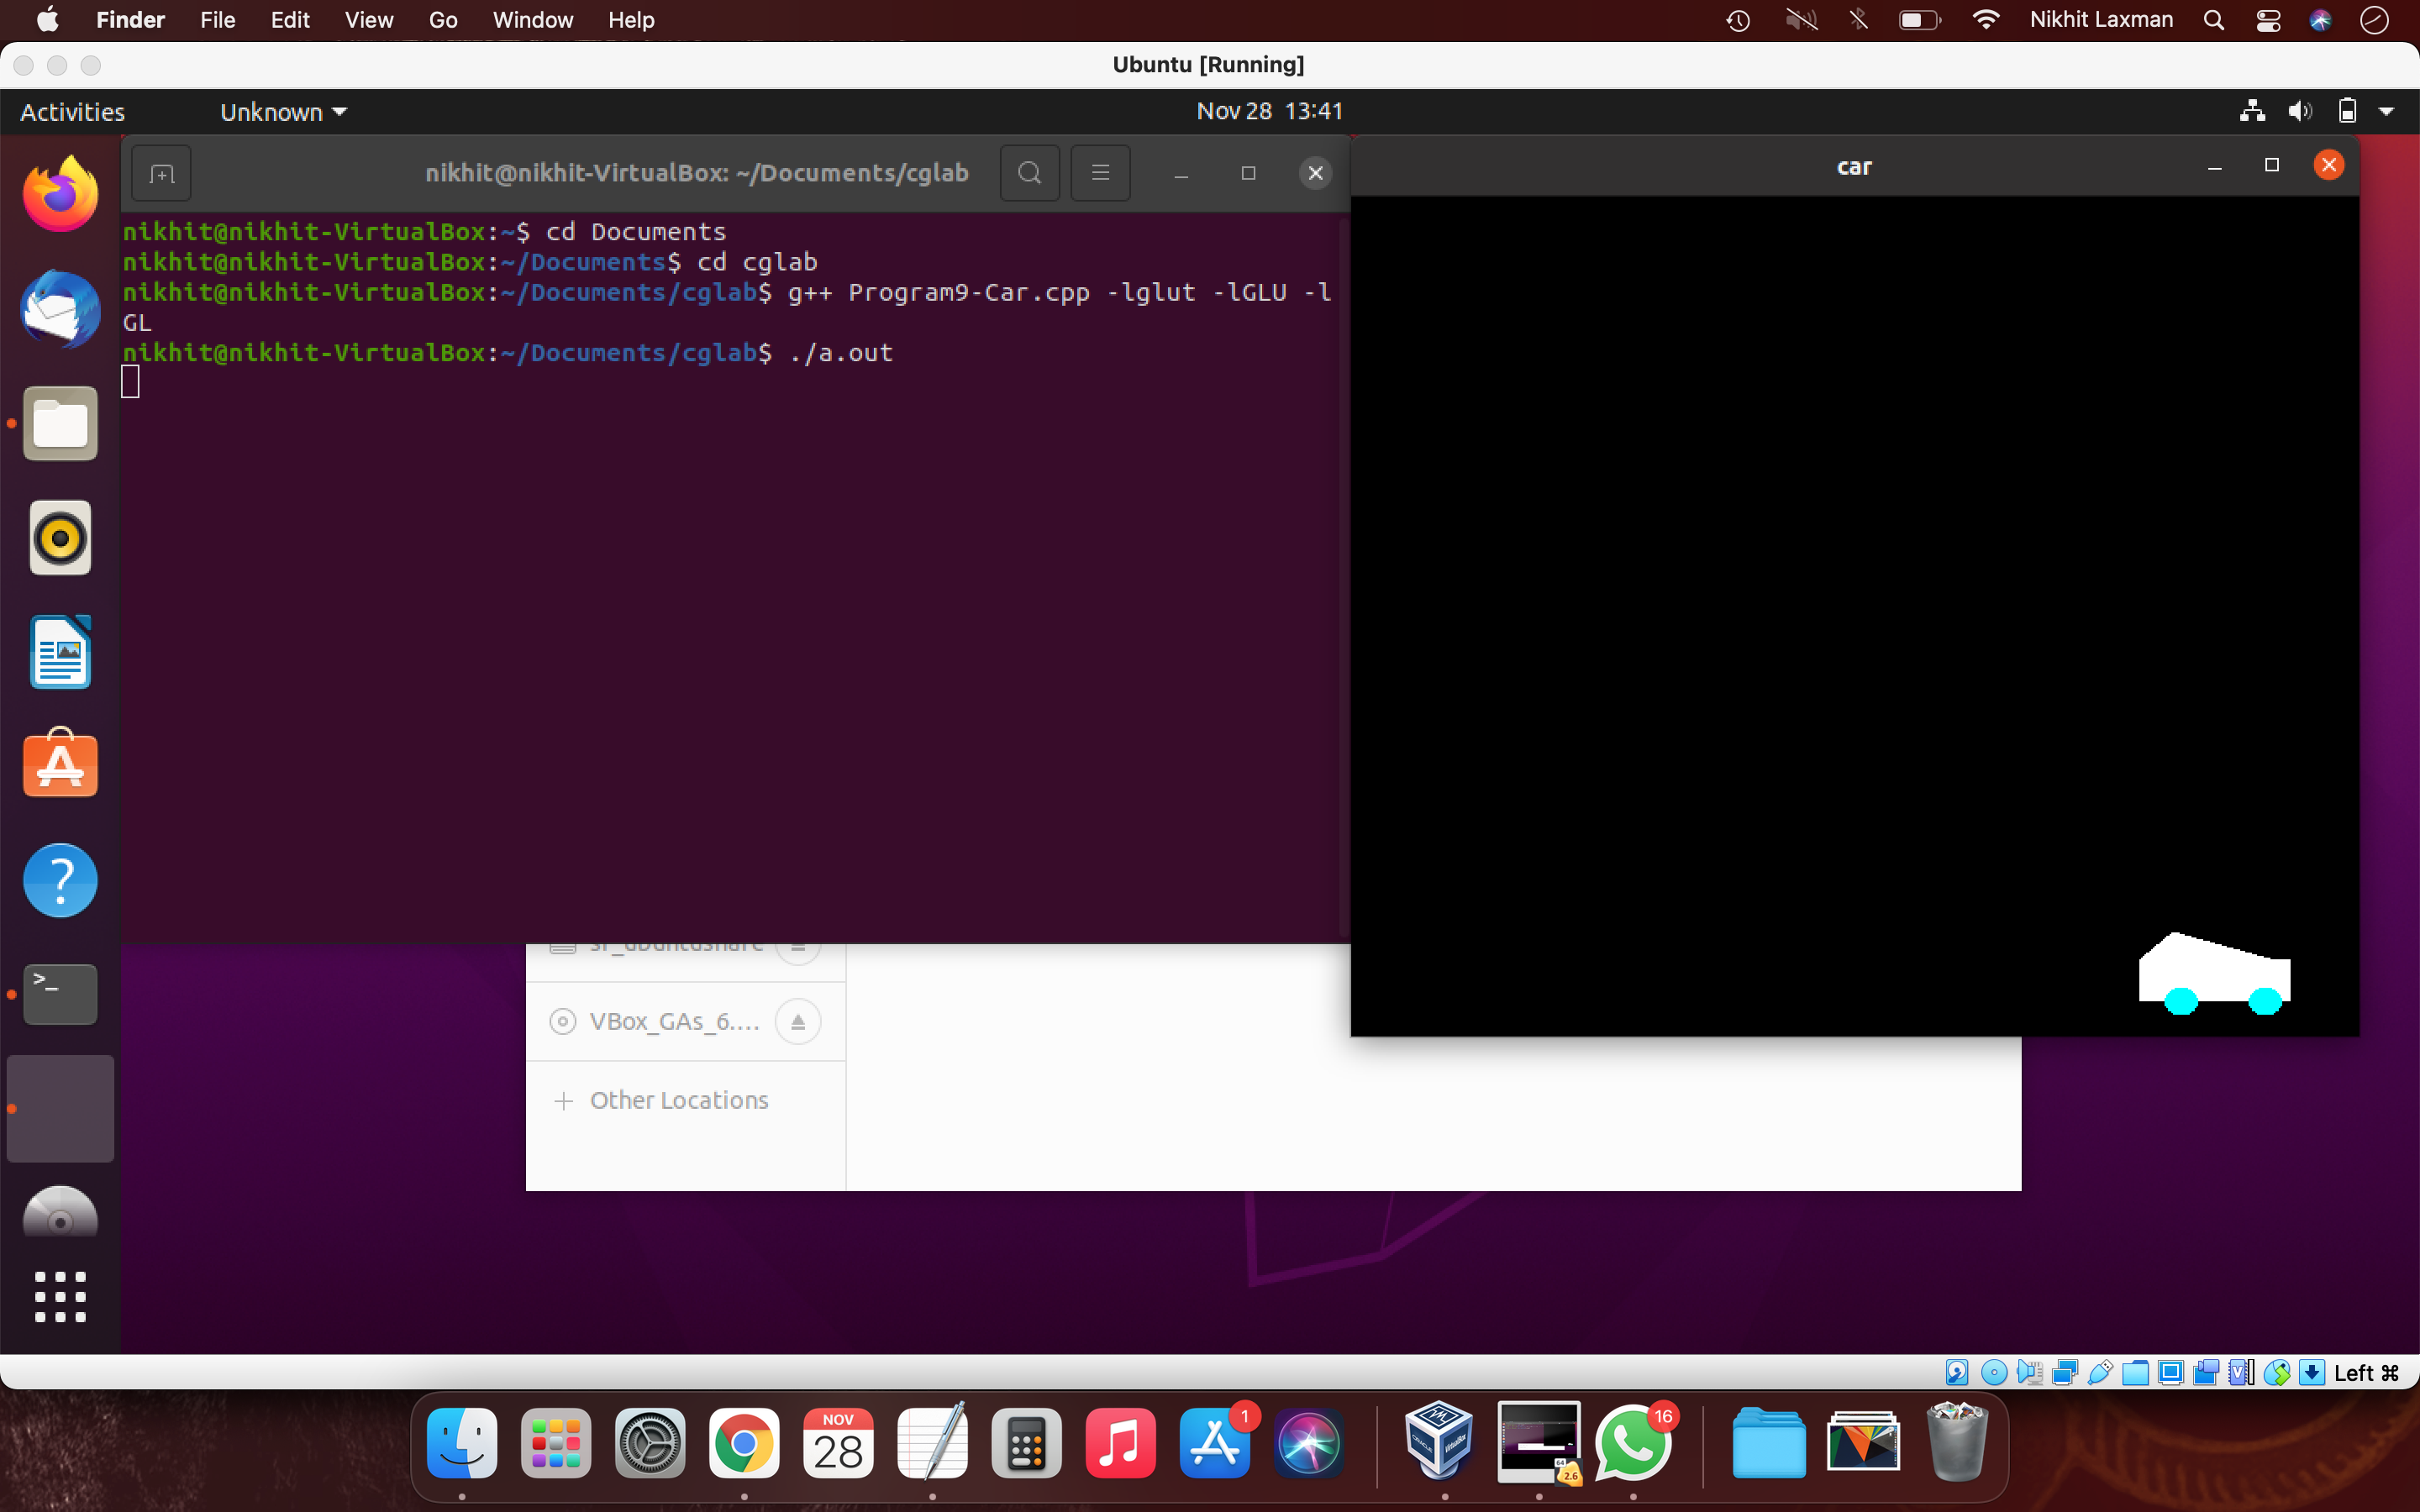 Finder File Edit View Go Window Help Nikhit Laxman
Ubuntu [Running]
Activities Unknown Nov 28 13:41
nikhit@nikhit-VirtualBox: ~/Documents/cglab
car
nikhit@nikhit-VirtualBox:~$ cd Documents
nikhit@nikhit-VirtualBox:~/Documents$ cd cglab
nikhit@nikhit-VirtualBox:~/Documents/cglab$ g++ Program9-Car.cpp -lglut -lGLU -l
GL
nikhit@nikhit-VirtualBox:~/Documents/cglab$ ./a.out
VBox_GAs_6.…
Other Locations
Left ⌘
NOV
28
1
16
2.6